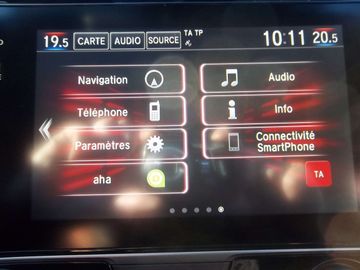 19.5 CARTE AUDIO SOURCE TA TP 10:11 20.5
Navigation
Audio
Téléphone
Info
Paramètres
Connectivité
SmartPhone
aha
TA